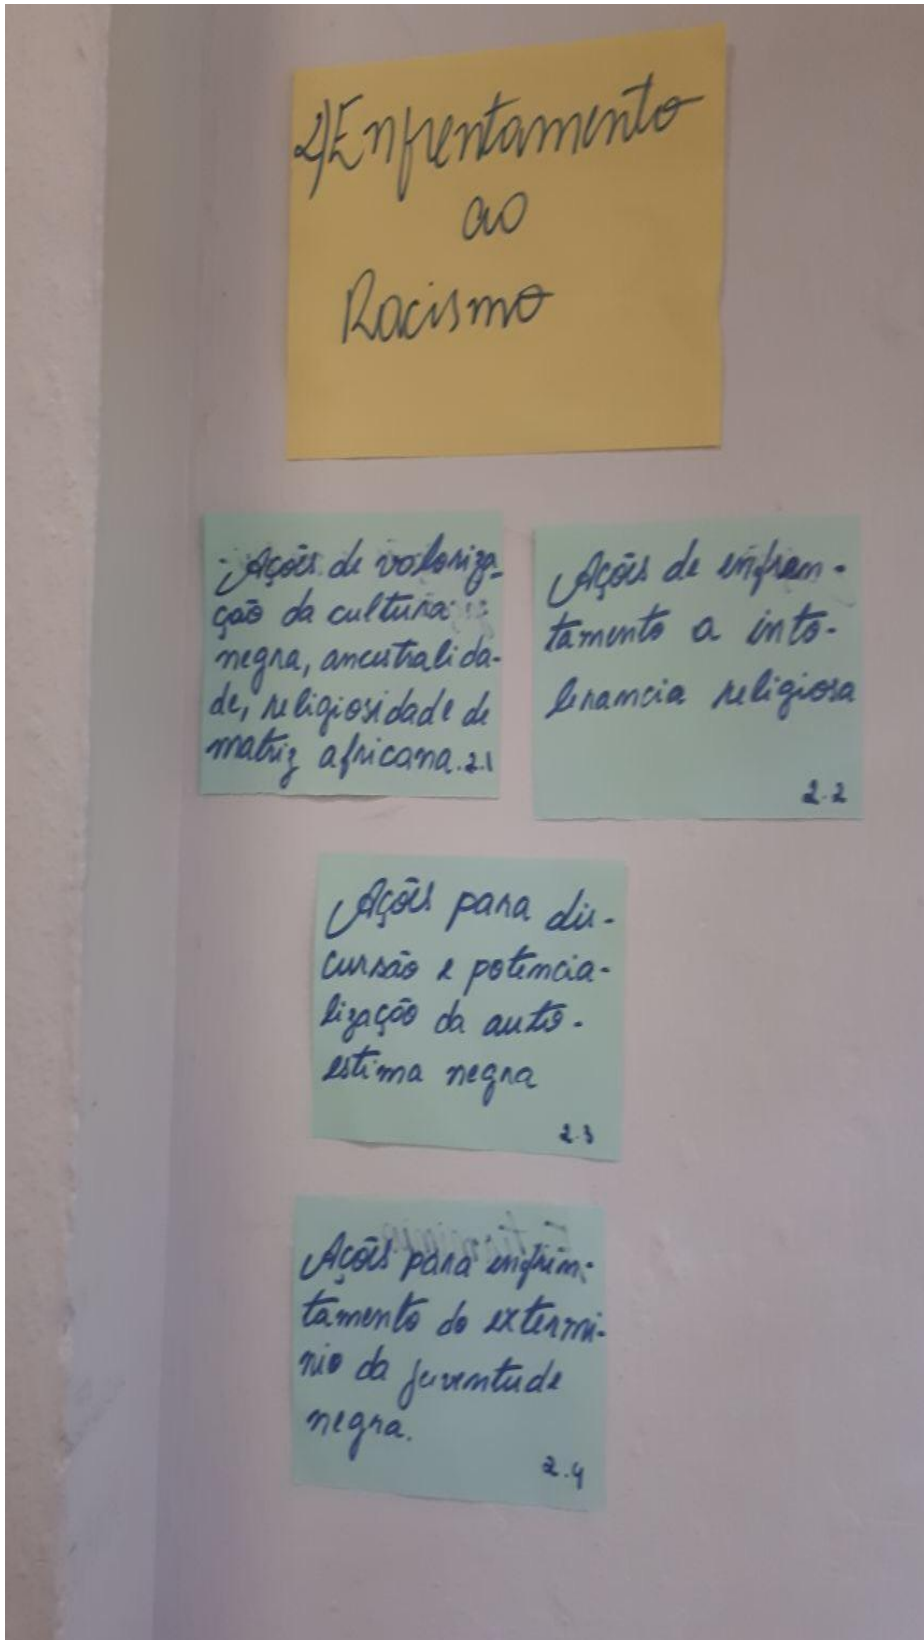 2) Enfrentamento
ao
Racismo
Ações de valoriza-
ção da cultura
negra, ancestralida-
de, religiosidade de
matriz africana. 2.1
Ações de enfren-
tamento a into-
lerancia religiosa
2.2
Ações para dis-
cursão e potencia-
lização da auto-
estima negra
2.3
Ações para enfren-
tamento do extermi-
nio da juventude
negra.
2.4